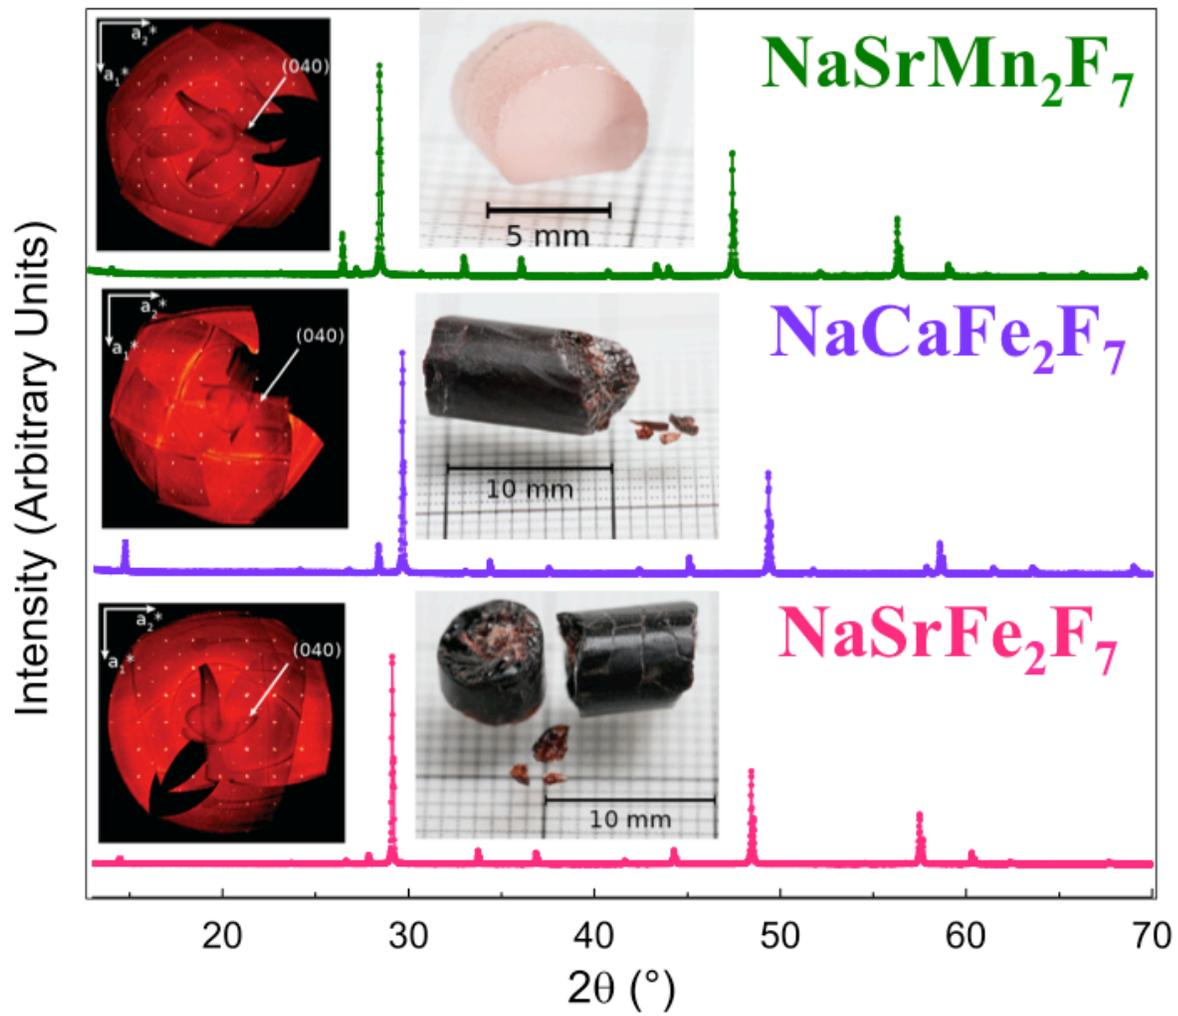 a₂*
a₁*
(040)
5 mm
NaSrMn₂F₇
a₂*
a₁*
(040)
10 mm
NaCaFe₂F₇
a₂*
a₁*
(040)
10 mm
NaSrFe₂F₇
Intensity (Arbitrary Units)
20 30 40 50 60 70
2θ (°)